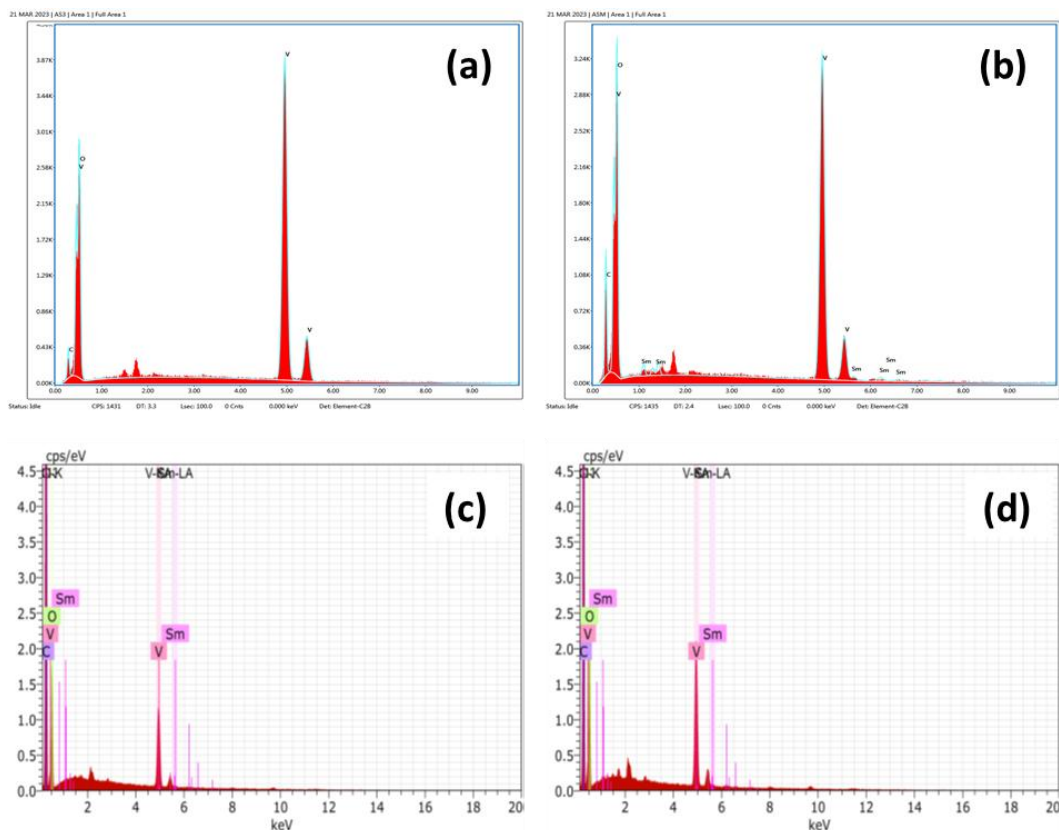 21 MAR 2023 | AS3 | Area 1 | Full Area 1
(a)
3.87K
3.44K
3.01K
2.58K
2.15K
1.72K
1.29K
0.86K
0.43K
0.00K
V
O
V
C
V
0.00 1.00 2.00 3.00 4.00 5.00 6.00 7.00 8.00 9.00
Status: Idle CPS: 1431 DT: 3.3 Lsec: 100.0 0 Cnts 0.000 keV Det: Element-C2B
21 MAR 2023 | ASM | Area 1 | Full Area 1
(b)
3.24K
2.88K
2.52K
2.16K
1.80K
1.44K
1.08K
0.72K
0.36K
0.00K
O
V
V
C
V
Sm Sm
Sm
Sm
Sm Sm
0.00 1.00 2.00 3.00 4.00 5.00 6.00 7.00 8.00 9.00
Status: Idle CPS: 1435 DT: 2.4 Lsec: 100.0 0 Cnts 0.000 keV Det: Element-C2B
cps/eV
(c)
4.5
4.0
3.5
3.0
2.5
2.0
1.5
1.0
0.5
0.0
Sm-LA
Sm
O
V
C
Sm
V
2 4 6 8 10 12 14 16 18 20
keV
cps/eV
(d)
4.5
4.0
3.5
3.0
2.5
2.0
1.5
1.0
0.5
0.0
Sm-LA
Sm
O
V
C
Sm
V
2 4 6 8 10 12 14 16 18 20
keV